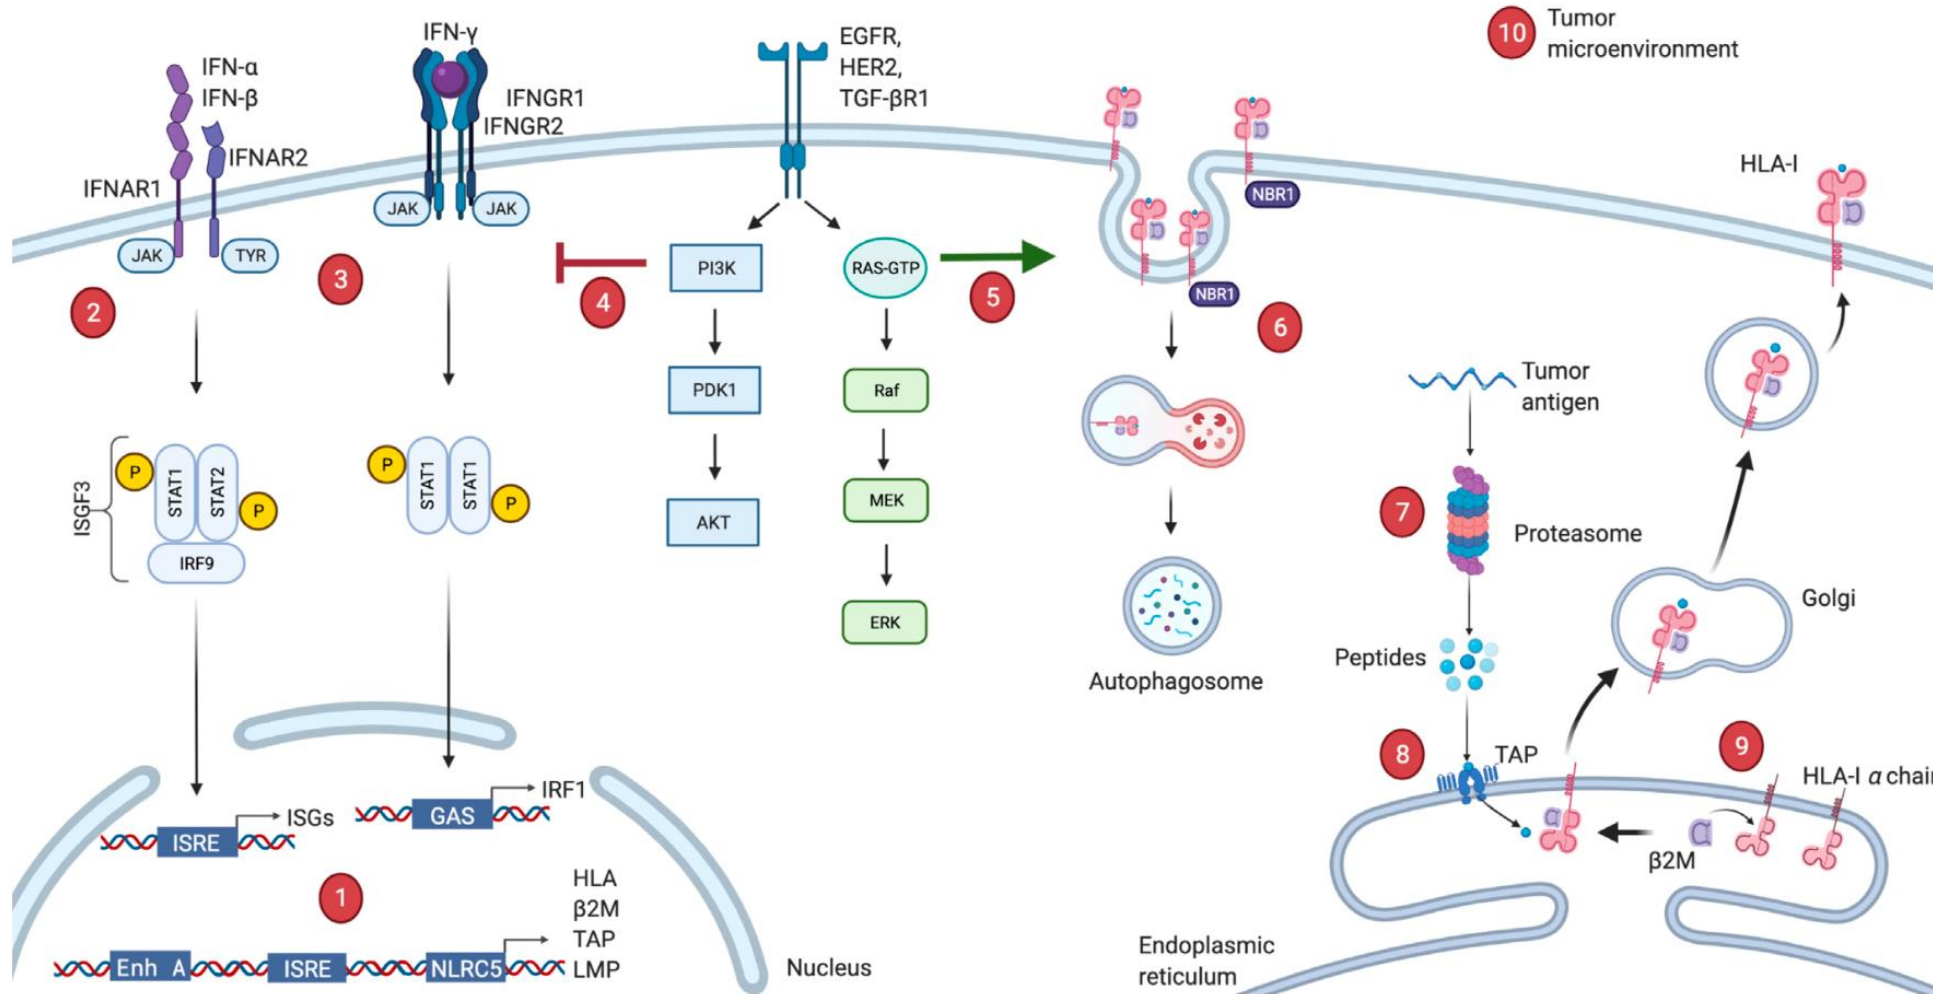 10
Tumor
microenvironment
IFN-α
IFN-β
IFNAR2
IFNAR1
JAK
TYR
2
IFN-γ
IFNGR1
IFNGR2
JAK
JAK
3
EGFR,
HER2,
TGF-βR1
4
PI3K
RAS-GTP
5
PDK1
Raf
AKT
MEK
ERK
NBR1
NBR1
6
Autophagosome
HLA-I
Tumor
antigen
7
Proteasome
Peptides
Golgi
8
TAP
9
HLA-I α chain
β2M
Endoplasmic
reticulum
ISGF3
P
STAT1
STAT2
P
IRF9
P
STAT1
STAT1
P
ISRE
ISGs
GAS
IRF1
1
HLA
β2M
TAP
LMP
Enh A
ISRE
NLRC5
Nucleus